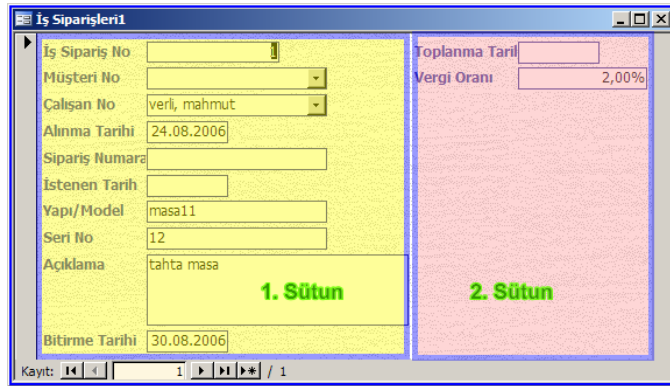 İş Siparişleri1
İş Sipariş No 1
Müşteri No
Çalışan No verli, mahmut
Alınma Tarihi 24.08.2006
Sipariş Numara
İstenen Tarih
Yapı/Model masa11
Seri No 12
Açıklama tahta masa
1. Sütun
Bitirme Tarihi 30.08.2006
Toplanma Taril
Vergi Oranı 2,00%
2. Sütun
Kayıt: 1 / 1